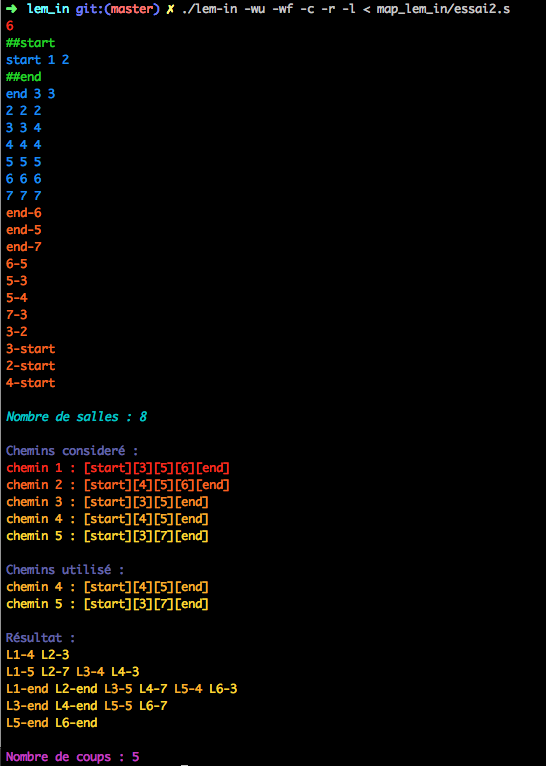 ➜ lem_in git:(master) ✗ ./lem-in -wu -wf -c -r -l < map_lem_in/essai2.s
6
##start
start 1 2
##end
end 3 3
2 2 2
3 3 4
4 4 4
5 5 5
6 6 6
7 7 7
end-6
end-5
end-7
6-5
5-3
5-4
7-3
3-2
3-start
2-start
4-start
Nombre de salles : 8
Chemins consideré :
chemin 1 : [start][3][5][6][end]
chemin 2 : [start][4][5][6][end]
chemin 3 : [start][3][5][end]
chemin 4 : [start][4][5][end]
chemin 5 : [start][3][7][end]
Chemins utilisé :
chemin 4 : [start][4][5][end]
chemin 5 : [start][3][7][end]
Résultat :
L1-4 L2-3
L1-5 L2-7 L3-4 L4-3
L1-end L2-end L3-5 L4-7 L5-4 L6-3
L3-end L4-end L5-5 L6-7
L5-end L6-end
Nombre de coups : 5